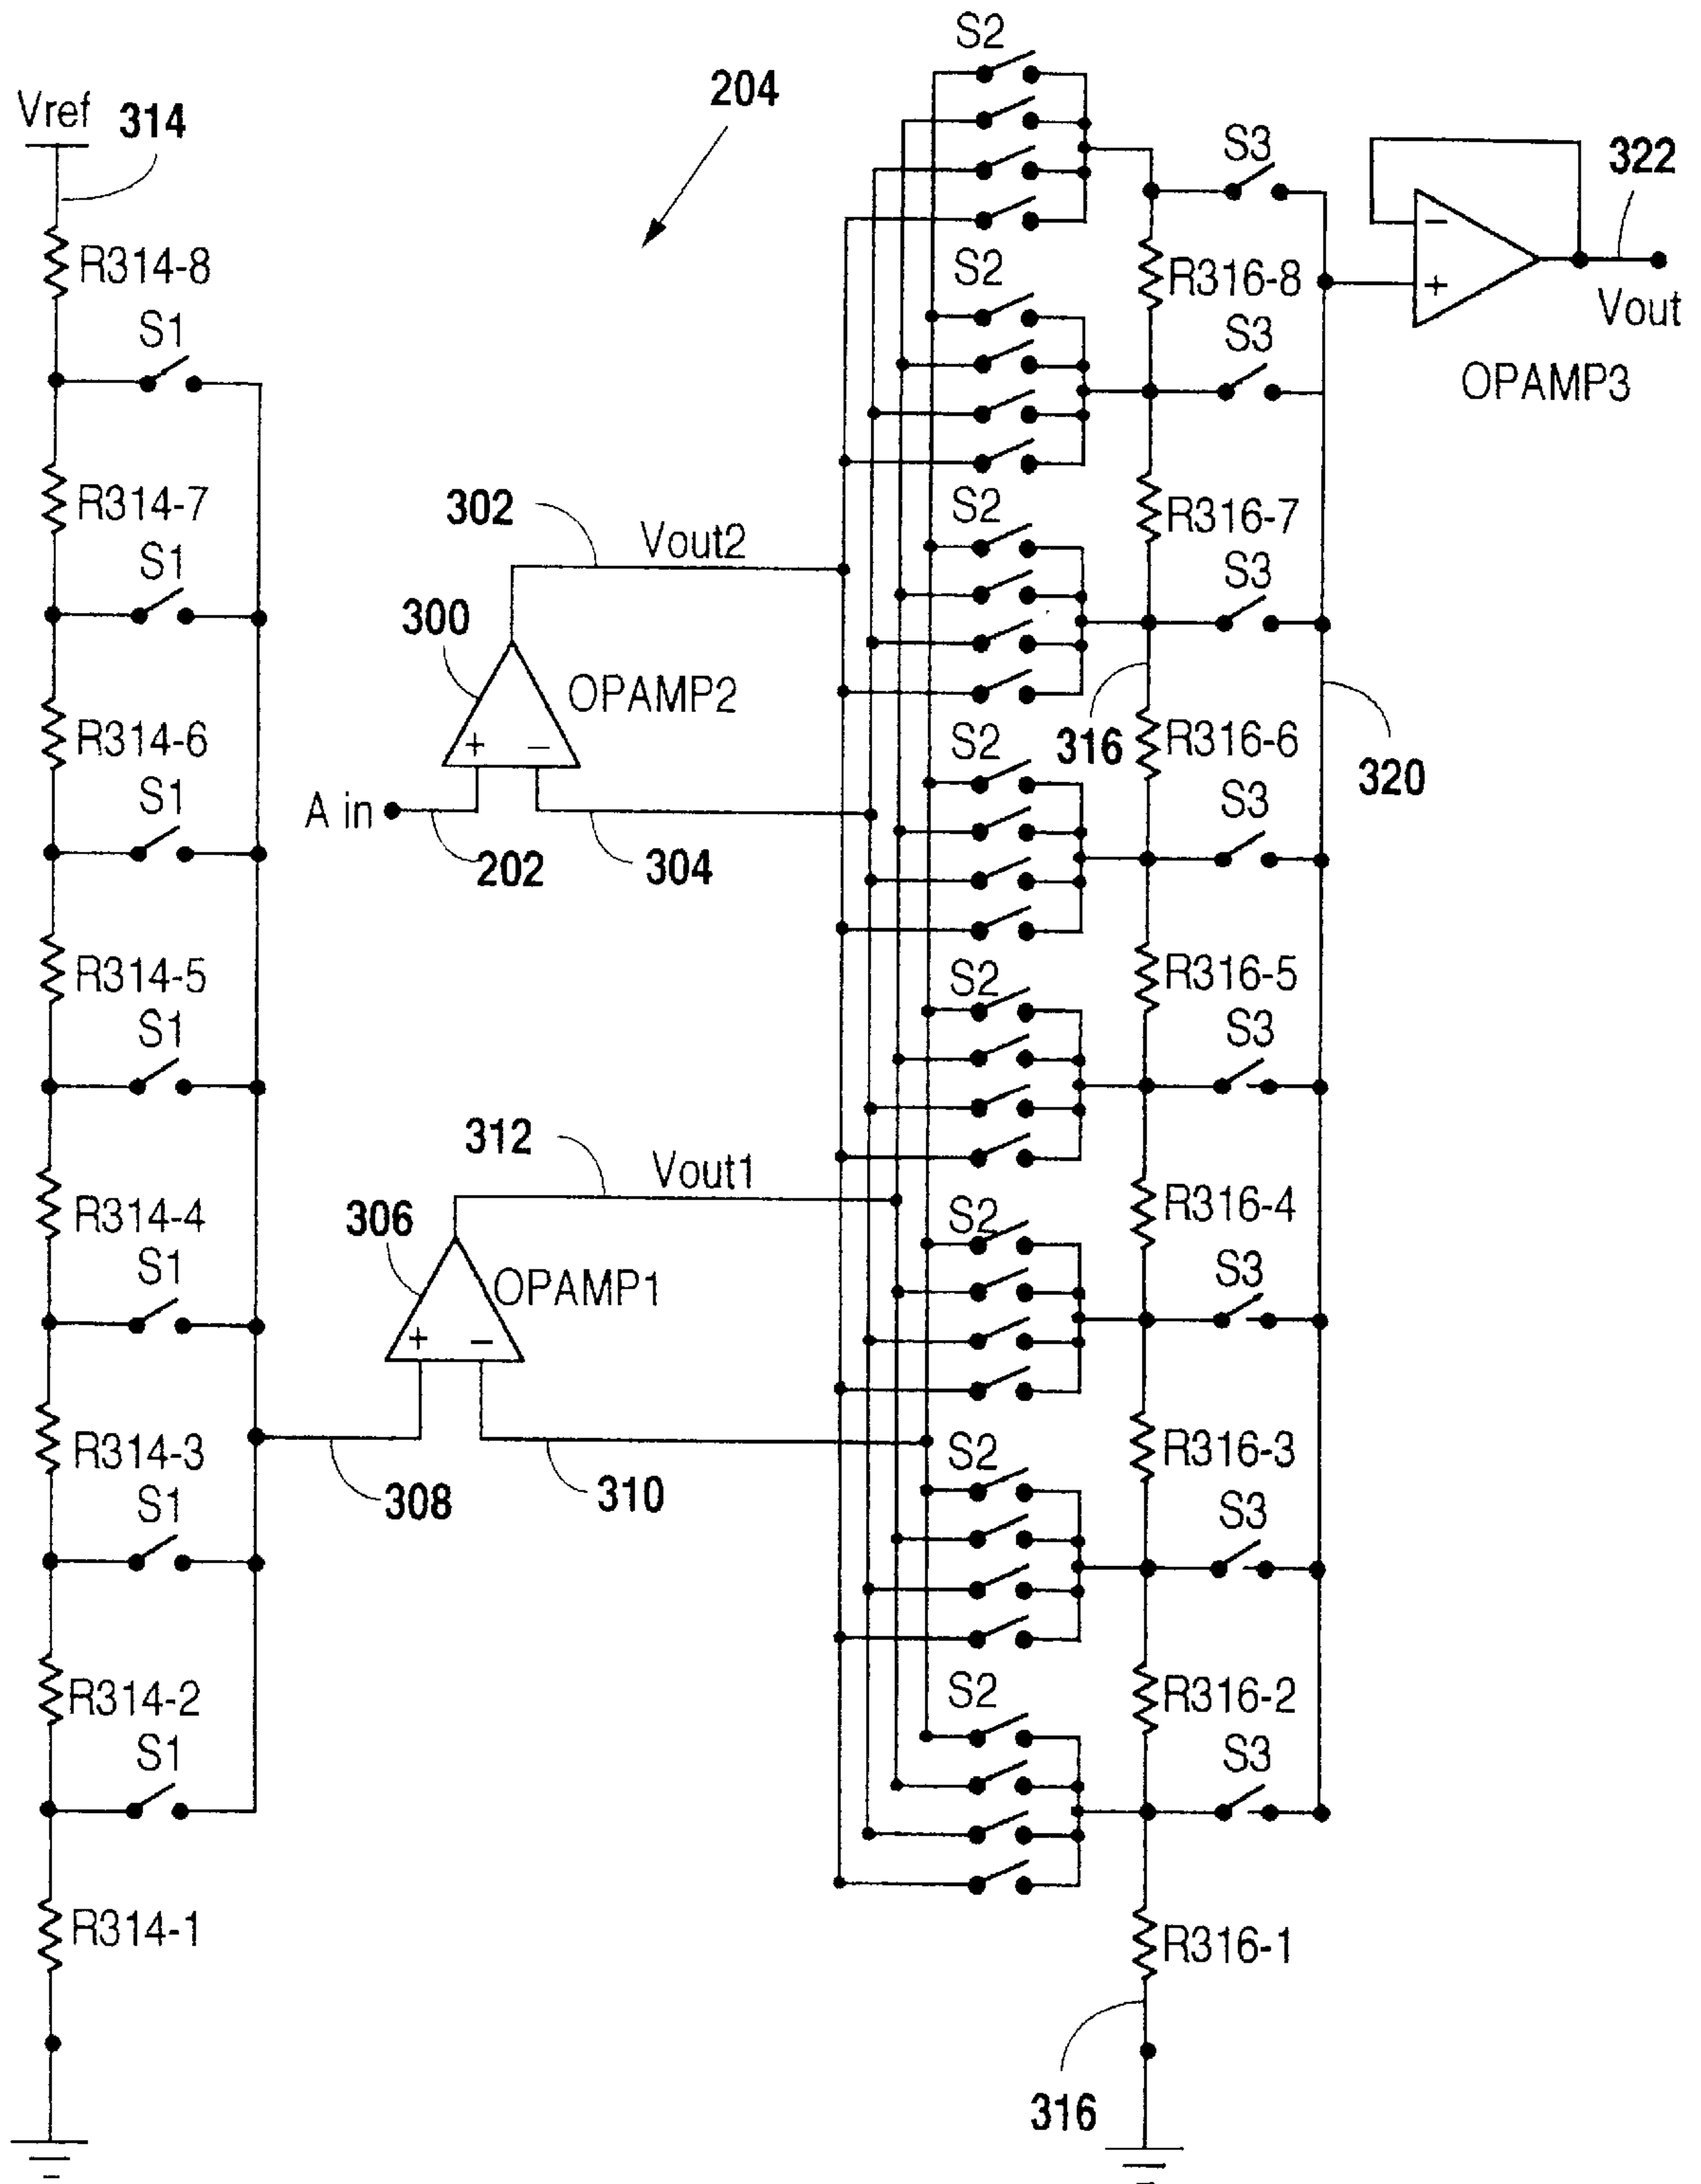 S2
204
Vref 314
S3
322
R314-8
S2
R316-8
Vout
S1
S3
OPAMP3
R314-7
302
Vout2
S2
R316-7
S1
S3
300
OPAMP2
R314-6
S2
316
R316-6
320
S1
+ −
S3
A in
202
304
R314-5
S2
R316-5
S1
S3
312
Vout1
R314-4
306
S2
R316-4
S1
OPAMP1
S3
+ −
R314-3
S2
R316-3
308
310
S1
S3
R314-2
S2
R316-2
S1
S3
R314-1
R316-1
316
−
+